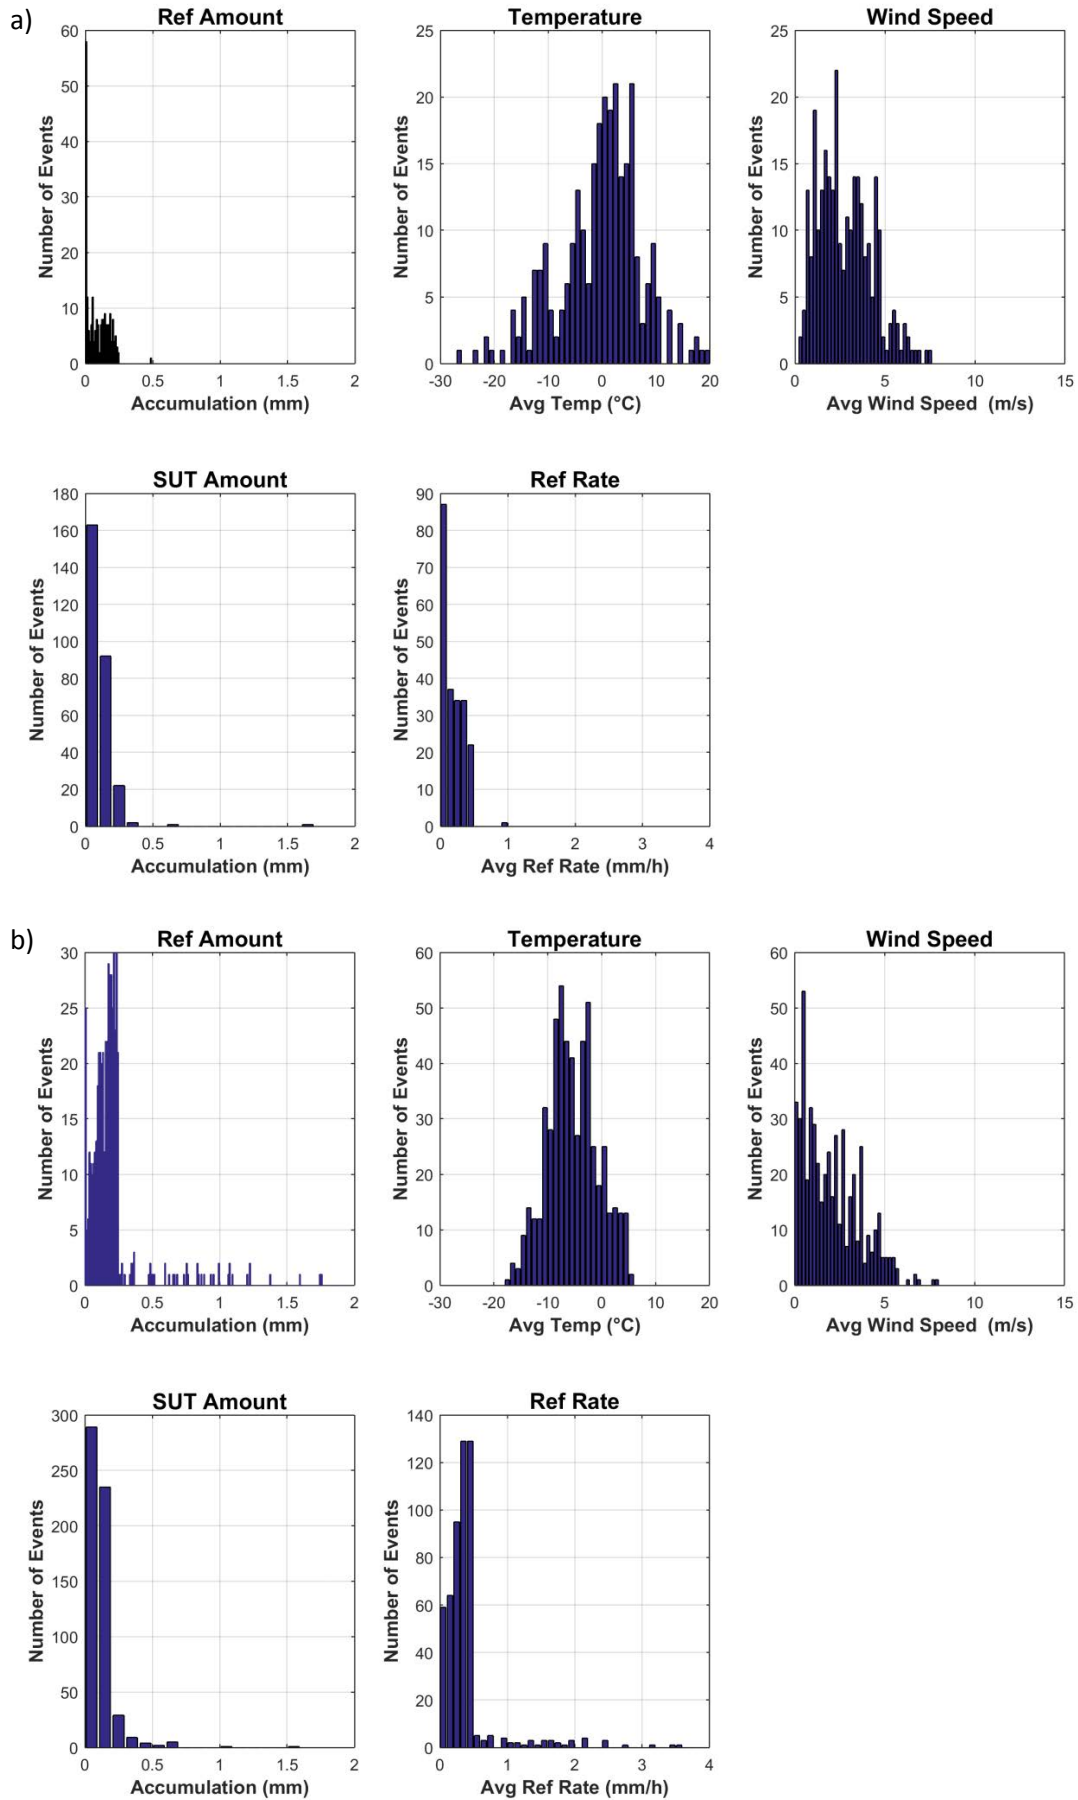 a)
Ref Amount
Number of Events
60
50
40
30
20
10
0
0 0.5 1 1.5 2
Accumulation (mm)
Temperature
Number of Events
25
20
15
10
5
0
-30 -20 -10 0 10 20
Avg Temp (°C)
Wind Speed
Number of Events
25
20
15
10
5
0
0 5 10 15
Avg Wind Speed (m/s)
SUT Amount
Number of Events
180
160
140
120
100
80
60
40
20
0
0 0.5 1 1.5 2
Accumulation (mm)
Ref Rate
Number of Events
90
80
70
60
50
40
30
20
10
0
0 1 2 3 4
Avg Ref Rate (mm/h)
b)
Ref Amount
Number of Events
30
25
20
15
10
5
0
0 0.5 1 1.5 2
Accumulation (mm)
Temperature
Number of Events
60
50
40
30
20
10
0
-30 -20 -10 0 10 20
Avg Temp (°C)
Wind Speed
Number of Events
60
50
40
30
20
10
0
0 5 10 15
Avg Wind Speed (m/s)
SUT Amount
Number of Events
300
250
200
150
100
50
0
0 0.5 1 1.5 2
Accumulation (mm)
Ref Rate
Number of Events
140
120
100
80
60
40
20
0
0 1 2 3 4
Avg Ref Rate (mm/h)